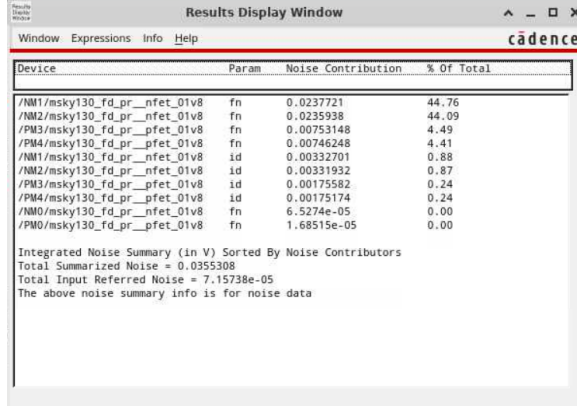 Results Display Window
Window Expressions Info Help cādence
Device Param Noise Contribution % Of Total
/NM1/msky130_fd_pr__nfet_01v8 fn 0.0237721 44.76
/NM2/msky130_fd_pr__nfet_01v8 fn 0.0235938 44.09
/PM3/msky130_fd_pr__pfet_01v8 fn 0.00753148 4.49
/PM4/msky130_fd_pr__pfet_01v8 fn 0.00746248 4.41
/NM1/msky130_fd_pr__nfet_01v8 id 0.00332701 0.88
/NM2/msky130_fd_pr__nfet_01v8 id 0.00331932 0.87
/PM3/msky130_fd_pr__pfet_01v8 id 0.00175582 0.24
/PM4/msky130_fd_pr__pfet_01v8 id 0.00175174 0.24
/NM0/msky130_fd_pr__nfet_01v8 fn 6.5274e-05 0.00
/PM0/msky130_fd_pr__pfet_01v8 fn 1.68515e-05 0.00
Integrated Noise Summary (in V) Sorted By Noise Contributors
Total Summarized Noise = 0.0355308
Total Input Referred Noise = 7.15738e-05
The above noise summary info is for noise data